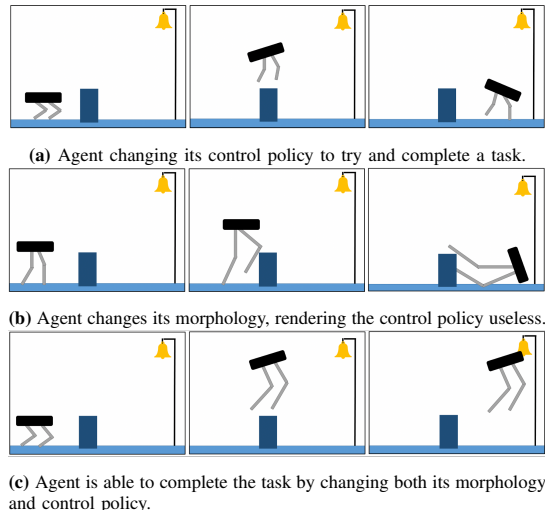 (a) Agent changing its control policy to try and complete a task.
(b) Agent changes its morphology, rendering the control policy useless.
(c) Agent is able to complete the task by changing both its morphology
and control policy.